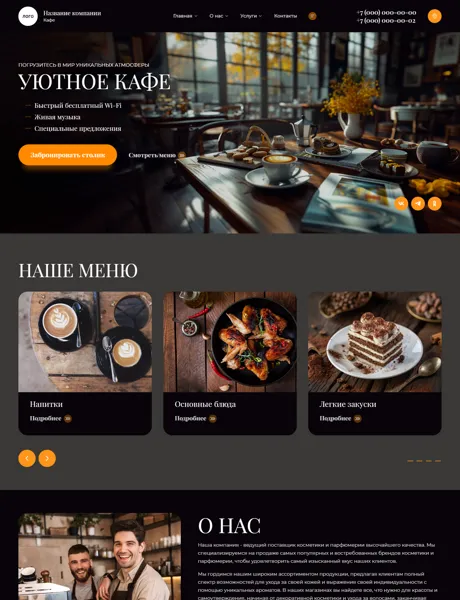 лого
Название компании
Кафе
Главная
О нас
Услуги
Контакты
+7 (000) 000-00-00
+7 (000) 000-00-02
ПОГРУЗИТЕСЬ В МИР УНИКАЛЬНЫХ АТМОСФЕРЫ
УЮТНОЕ КАФЕ
Быстрый бесплатный Wi-Fi
Живая музыка
Специальные предложения
Забронировать столик
Смотреть меню
НАШЕ МЕНЮ
Напитки
Подробнее
Основные блюда
Подробнее
Легкие закуски
Подробнее
О НАС
Наша компания - ведущий поставщик косметики и парфюмерии высочайшего качества. Мы
специализируемся на продаже самых популярных и востребованных брендов косметики и
парфюмерии, чтобы удовлетворить самый изысканный вкус наших клиентов.
Мы гордимся нашим широким ассортиментом продукции, предлагая клиентам полный
спектр возможностей для ухода за своей кожей и выражения своей индивидуальности с
помощью уникальных ароматов. В наших магазинах вы найдете все, что нужно для красоты и
самоутверждения, начиная от декоративной косметики и ухода за волосами, заканчивая